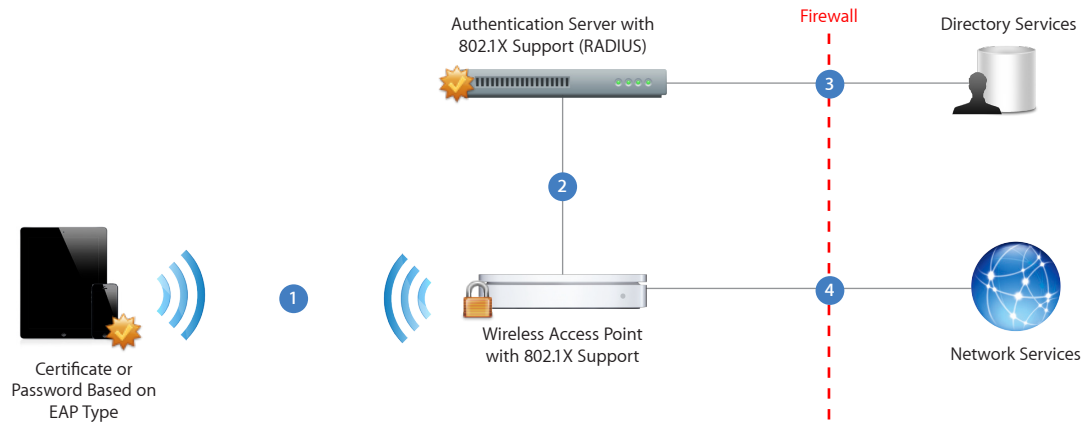 Authentication Server with
802.1X Support (RADIUS)
Firewall
Directory Services
3
2
1
4
Certificate or
Password Based on
EAP Type
Wireless Access Point
with 802.1X Support
Network Services